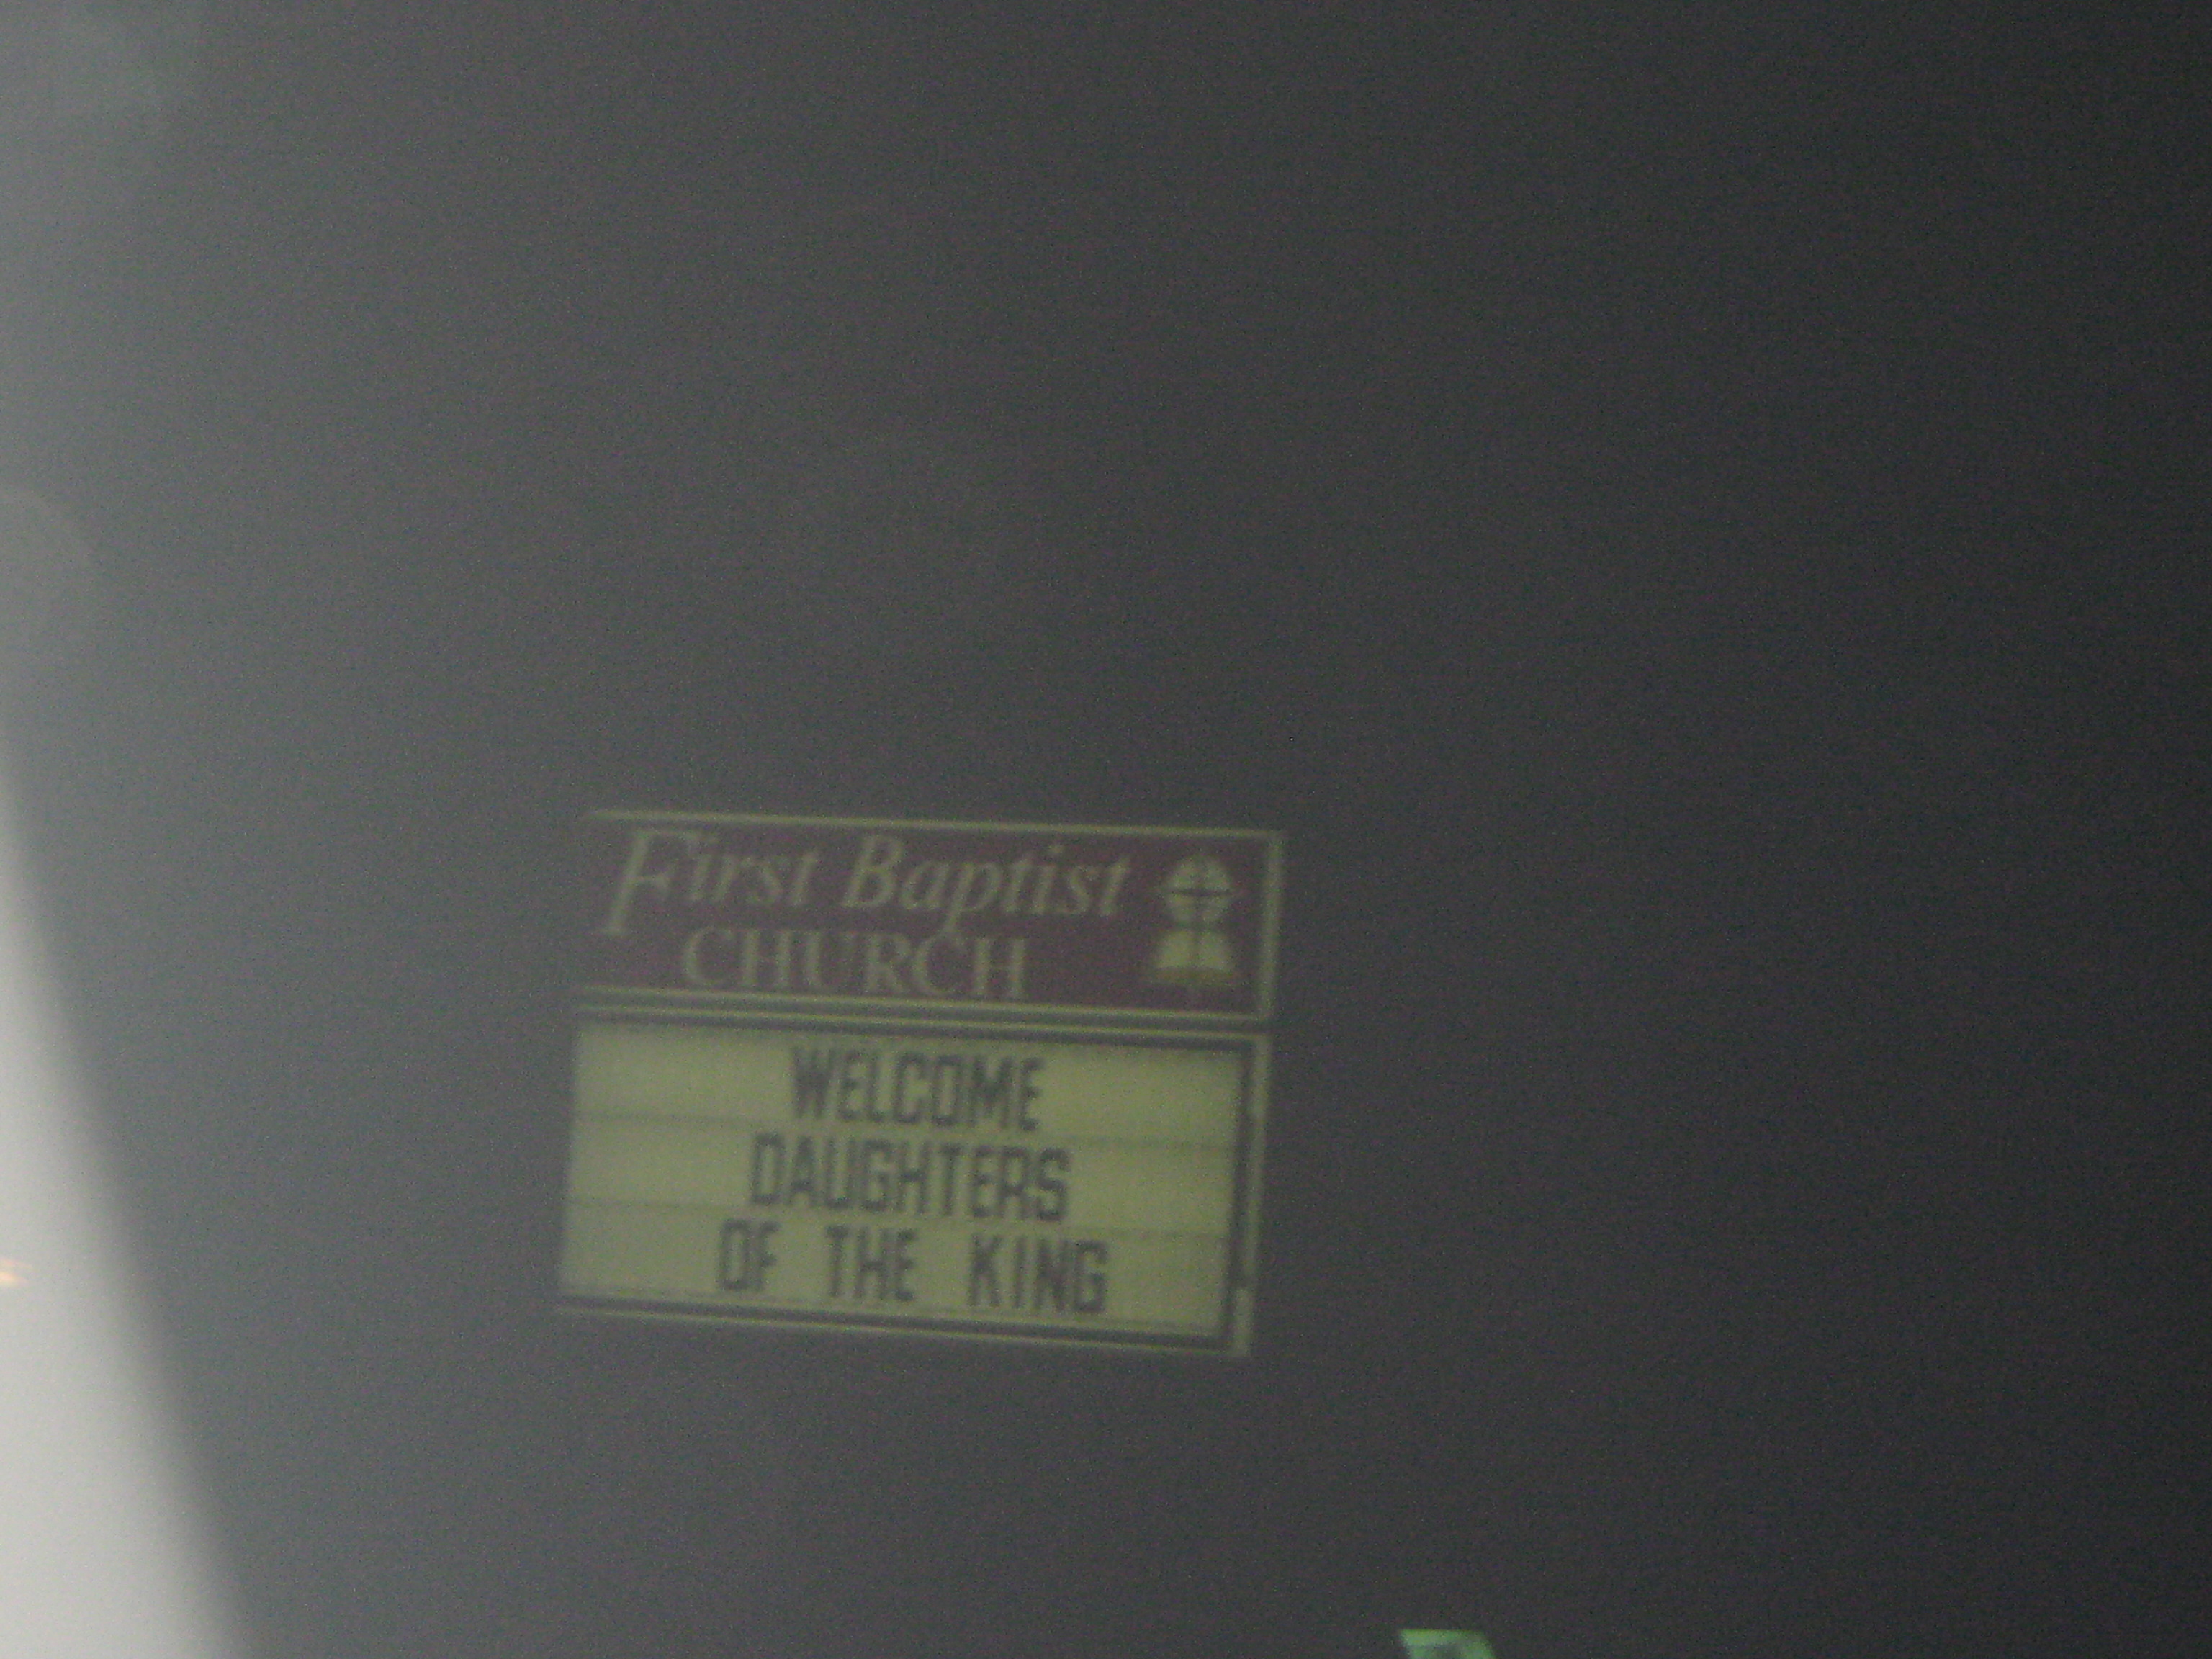 First Baptist
CHURCH
WELCOME
DAUGHTERS
OF THE KING